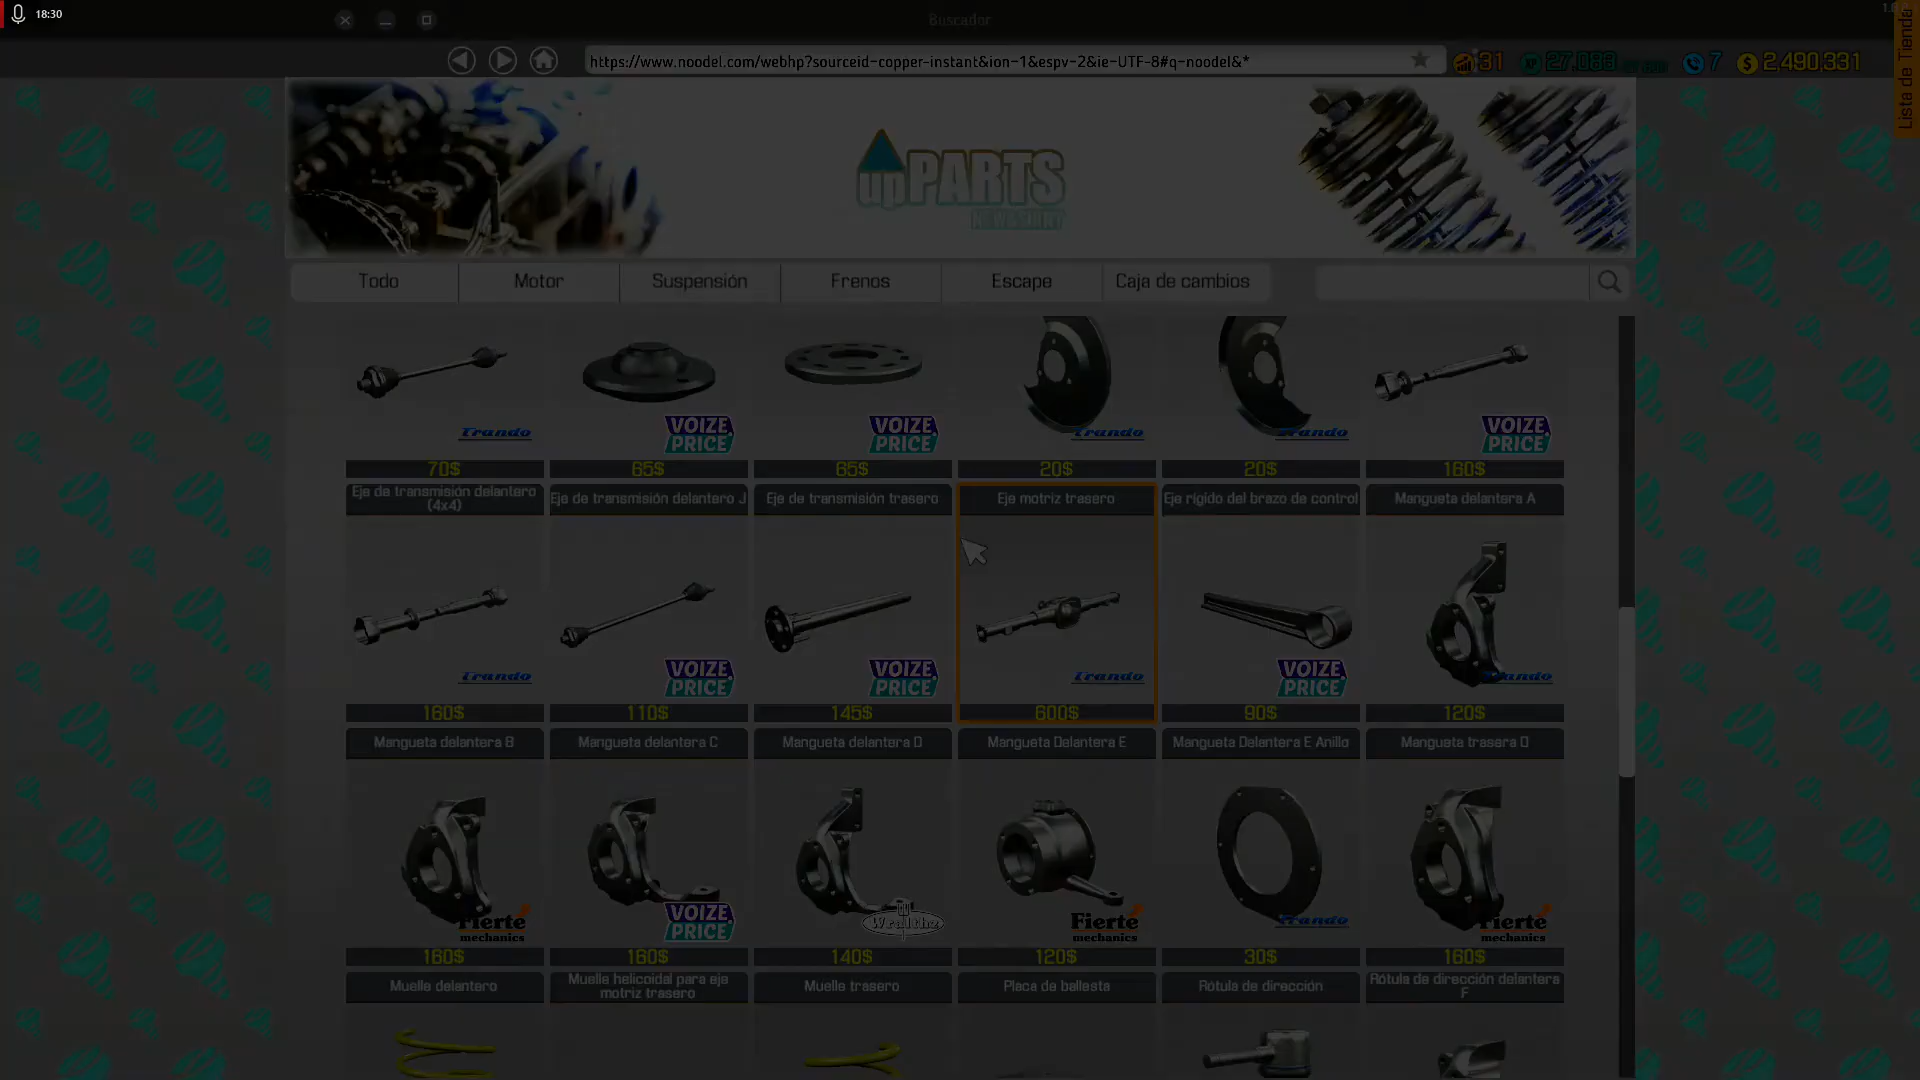 18:30
Buscador
https://www.noodel.com/webhp?sourceid-copper-instant&ion-1&espv-2&ie-UTF-8#q-noodel&*
31
27,083
7
2,490,331
Lista de Tienda
upPARTS
Todo
Motor
Suspensión
Frenos
Escape
Caja de cambios
Trando
VOIZE PRICE
VOIZE PRICE
Trando
Trando
VOIZE PRICE
70$
65$
65$
20$
20$
160$
Eje de transmisión delantero (4x4)
Eje de transmisión delantero J
Eje de transmisión trasero
Eje motriz trasero
Eje rígido del brazo de control
Mangueta delantera A
Trando
VOIZE PRICE
VOIZE PRICE
Trando
VOIZE PRICE
Trando
160$
110$
145$
600$
90$
120$
Mangueta delantera B
Mangueta delantera C
Mangueta delantera D
Mangueta Delantera E
Mangueta Delantera E Anillo
Mangueta trasera D
Fierté mechanics
VOIZE PRICE
Fierté mechanics
Trando
Fierté mechanics
160$
160$
140$
120$
30$
160$
Muelle delantero
Muelle helicoidal para eje motriz trasero
Muelle trasero
Placa de ballesta
Rótula de dirección
Rótula de dirección delantera F